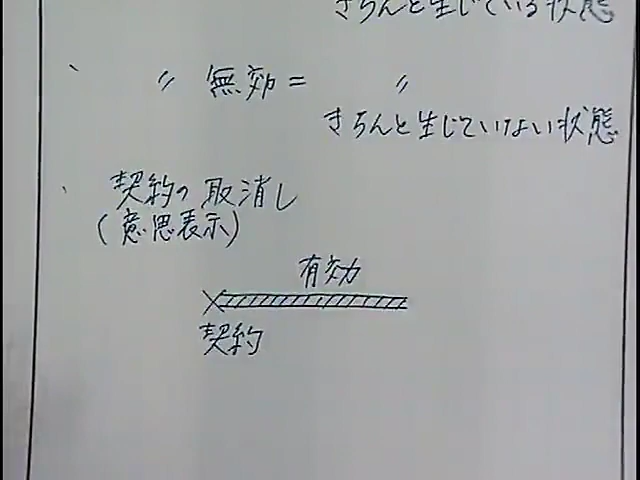 きちんと生じている状態
、 〃 無効 = 〃
きちんと生じていない状態
、 契約の取消し
(意思表示)
有効
契約